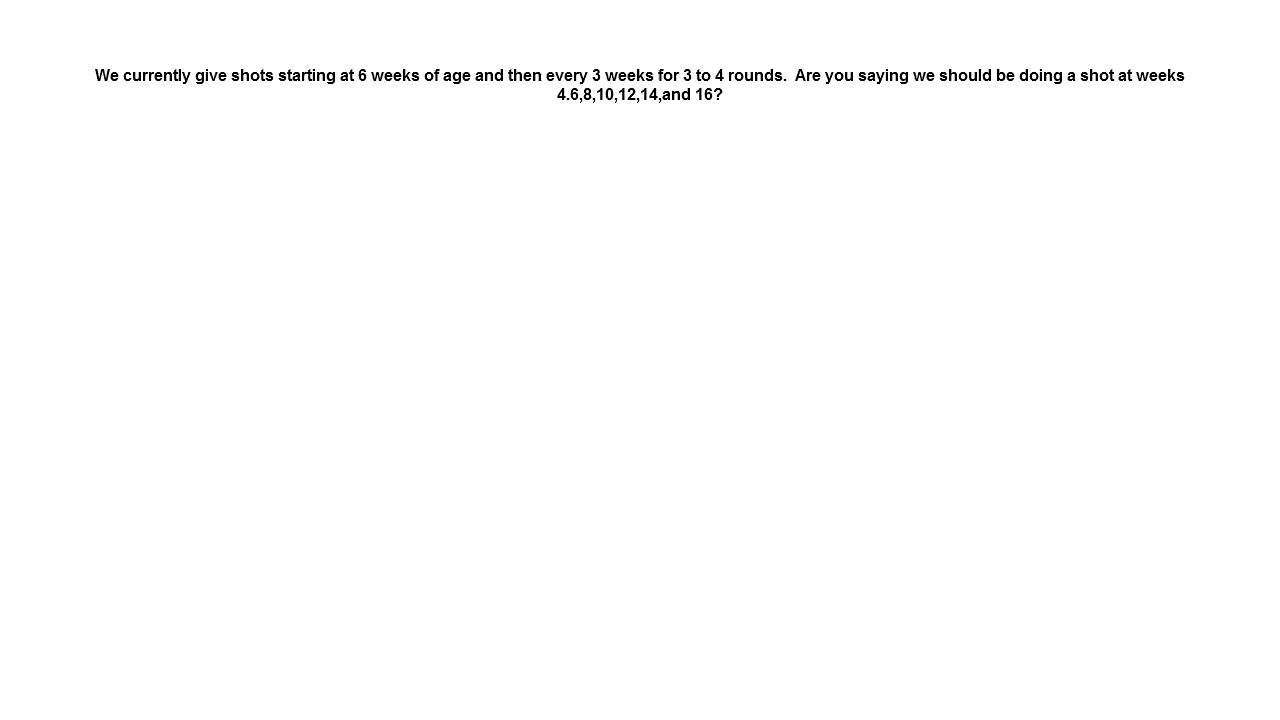 We currently give shots starting at 6 weeks of age and then every 3 weeks for 3 to 4 rounds.  Are you saying we should be doing a shot at weeks
4.6,8,10,12,14,and 16?